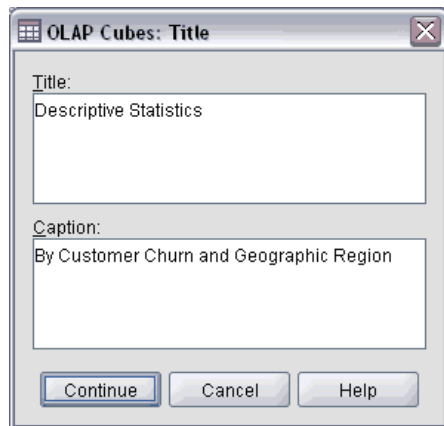 OLAP Cubes: Title
Title:
Descriptive Statistics
Caption:
By Customer Churn and Geographic Region
Continue Cancel Help